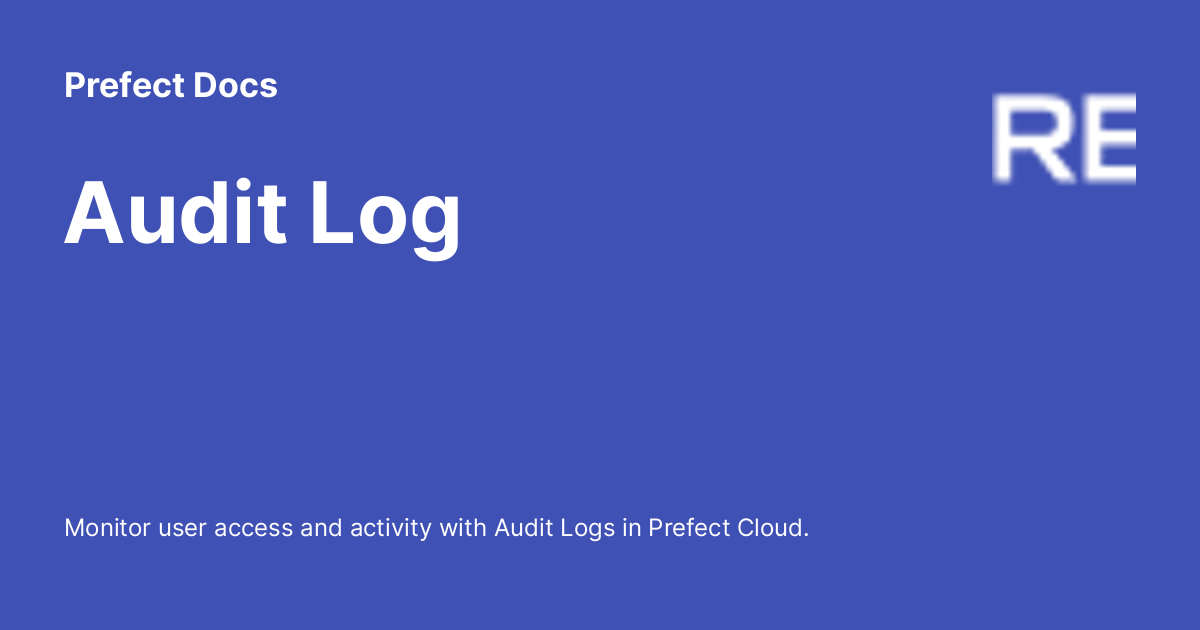 Prefect Docs
RE
Audit Log
Monitor user access and activity with Audit Logs in Prefect Cloud.